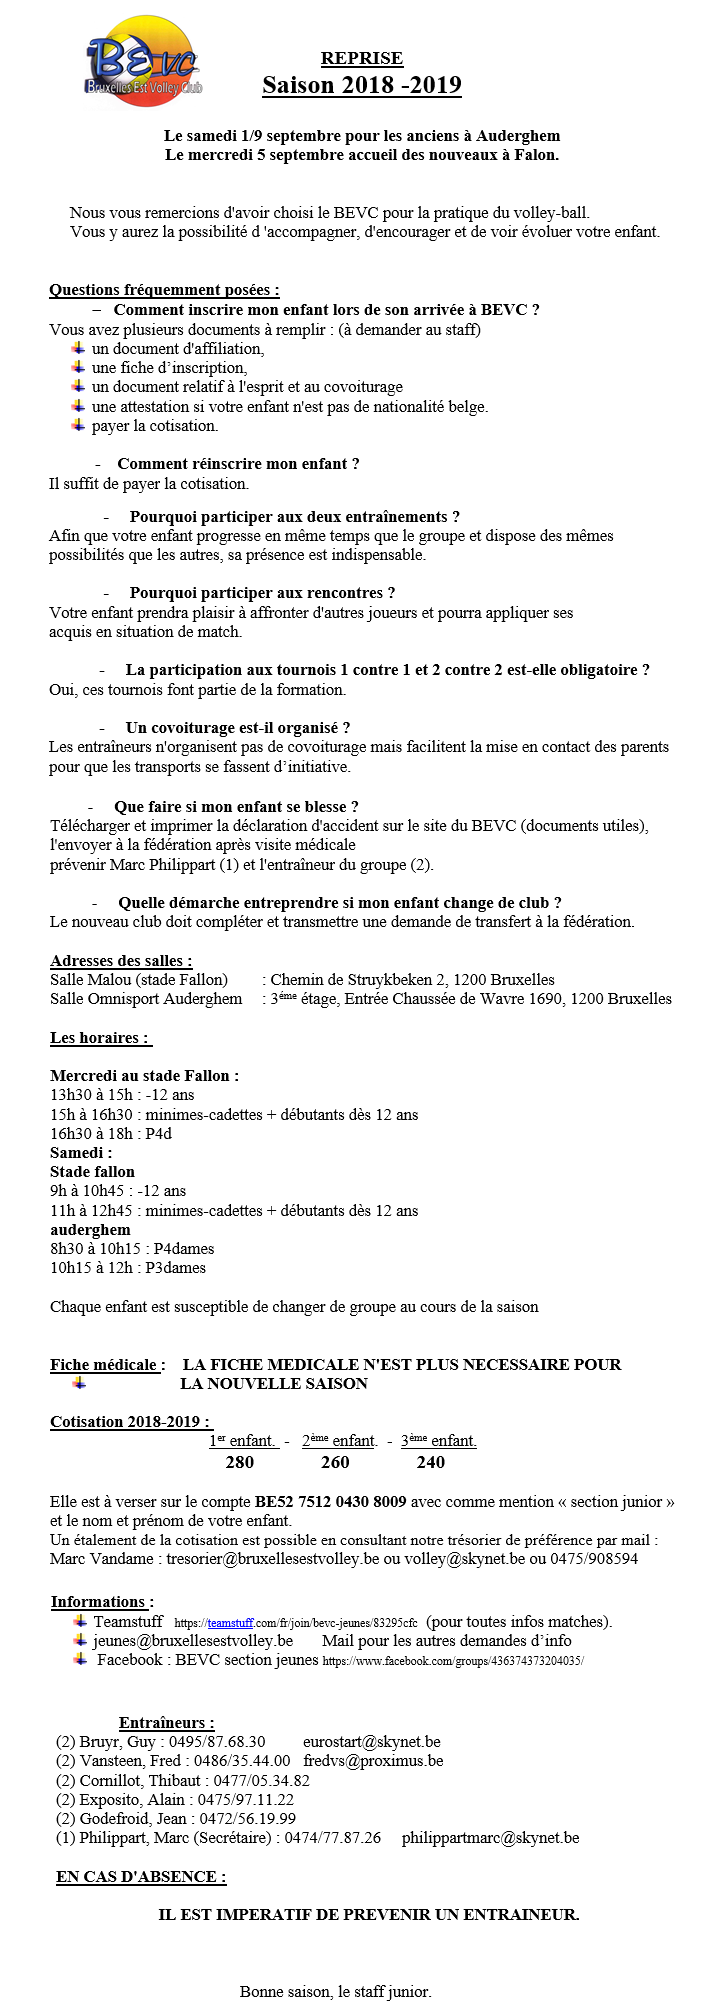 BEVC
Bruxelles Est Volley Club
REPRISE
Saison 2018 -2019
Le samedi 1/9 septembre pour les anciens à Auderghem
Le mercredi 5 septembre accueil des nouveaux à Falon.
Nous vous remercions d'avoir choisi le BEVC pour la pratique du volley-ball.
Vous y aurez la possibilité d 'accompagner, d'encourager et de voir évoluer votre enfant.
Questions fréquemment posées :
– Comment inscrire mon enfant lors de son arrivée à BEVC ?
Vous avez plusieurs documents à remplir : (à demander au staff)
un document d'affiliation,
une fiche d’inscription,
un document relatif à l'esprit et au covoiturage
une attestation si votre enfant n'est pas de nationalité belge.
payer la cotisation.
- Comment réinscrire mon enfant ?
Il suffit de payer la cotisation.
- Pourquoi participer aux deux entraînements ?
Afin que votre enfant progresse en même temps que le groupe et dispose des mêmes
possibilités que les autres, sa présence est indispensable.
- Pourquoi participer aux rencontres ?
Votre enfant prendra plaisir à affronter d'autres joueurs et pourra appliquer ses
acquis en situation de match.
- La participation aux tournois 1 contre 1 et 2 contre 2 est-elle obligatoire ?
Oui, ces tournois font partie de la formation.
- Un covoiturage est-il organisé ?
Les entraîneurs n'organisent pas de covoiturage mais facilitent la mise en contact des parents
pour que les transports se fassent d’initiative.
- Que faire si mon enfant se blesse ?
Télécharger et imprimer la déclaration d'accident sur le site du BEVC (documents utiles),
l'envoyer à la fédération après visite médicale
prévenir Marc Philippart (1) et l'entraîneur du groupe (2).
- Quelle démarche entreprendre si mon enfant change de club ?
Le nouveau club doit compléter et transmettre une demande de transfert à la fédération.
Adresses des salles :
Salle Malou (stade Fallon) : Chemin de Struykbeken 2, 1200 Bruxelles
Salle Omnisport Auderghem : 3éme étage, Entrée Chaussée de Wavre 1690, 1200 Bruxelles
Les horaires :
Mercredi au stade Fallon :
13h30 à 15h : -12 ans
15h à 16h30 : minimes-cadettes + débutants dès 12 ans
16h30 à 18h : P4d
Samedi :
Stade fallon
9h à 10h45 : -12 ans
11h à 12h45 : minimes-cadettes + débutants dès 12 ans
auderghem
8h30 à 10h15 : P4dames
10h15 à 12h : P3dames
Chaque enfant est susceptible de changer de groupe au cours de la saison
Fiche médicale : LA FICHE MEDICALE N'EST PLUS NECESSAIRE POUR
LA NOUVELLE SAISON
Cotisation 2018-2019 :
1er enfant. - 2ème enfant. - 3ème enfant.
280 260 240
Elle est à verser sur le compte BE52 7512 0430 8009 avec comme mention « section junior »
et le nom et prénom de votre enfant.
Un étalement de la cotisation est possible en consultant notre trésorier de préférence par mail :
Marc Vandame : tresorier@bruxellesestvolley.be ou volley@skynet.be ou 0475/908594
Informations :
Teamstuff https://teamstuff.com/fr/join/bevc-jeunes/83295cfc (pour toutes infos matches).
jeunes@bruxellesestvolley.be Mail pour les autres demandes d’info
Facebook : BEVC section jeunes https://www.facebook.com/groups/436374373204035/
Entraîneurs :
(2) Bruyr, Guy : 0495/87.68.30 eurostart@skynet.be
(2) Vansteen, Fred : 0486/35.44.00 fredvs@proximus.be
(2) Cornillot, Thibaut : 0477/05.34.82
(2) Exposito, Alain : 0475/97.11.22
(2) Godefroid, Jean : 0472/56.19.99
(1) Philippart, Marc (Secrétaire) : 0474/77.87.26 philippartmarc@skynet.be
EN CAS D'ABSENCE :
IL EST IMPERATIF DE PREVENIR UN ENTRAINEUR.
Bonne saison, le staff junior.